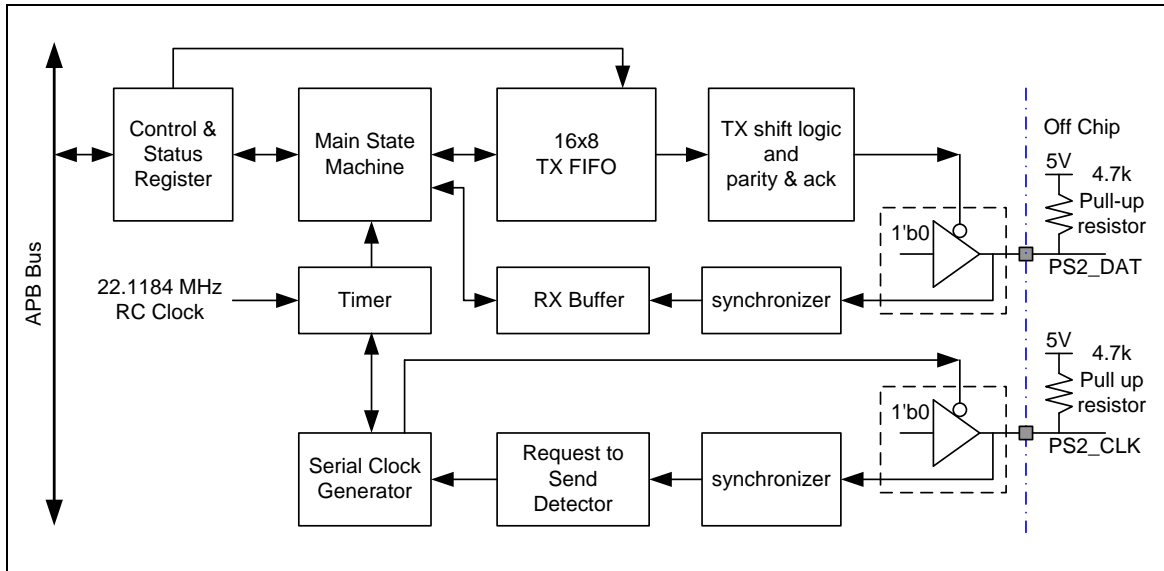 APB Bus
Control &
Status
Register
Main State
Machine
16x8
TX FIFO
TX shift logic
and
parity & ack
Off Chip
5V
4.7k
Pull-up
resistor
1'b0
PS2_DAT
22.1184 MHz
RC Clock
Timer
RX Buffer
synchronizer
5V
4.7k
Pull up
resistor
1'b0
PS2_CLK
Serial Clock
Generator
Request to
Send
Detector
synchronizer